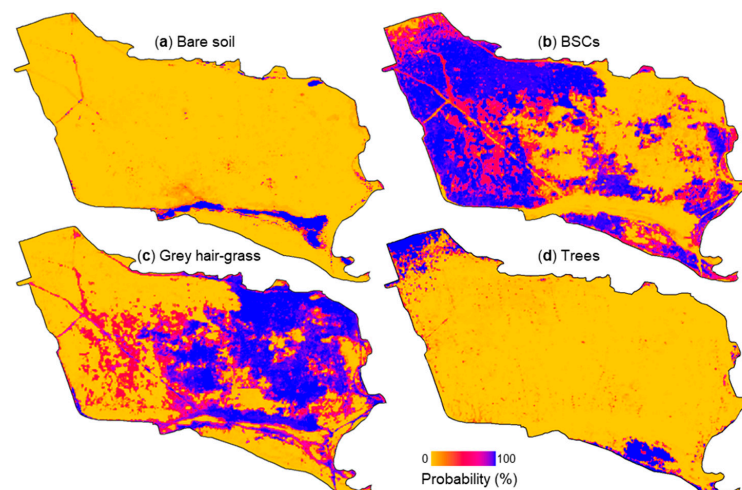 (a) Bare soil
(b) BSCs
(c) Grey hair-grass
(d) Trees
0 100
Probability (%)